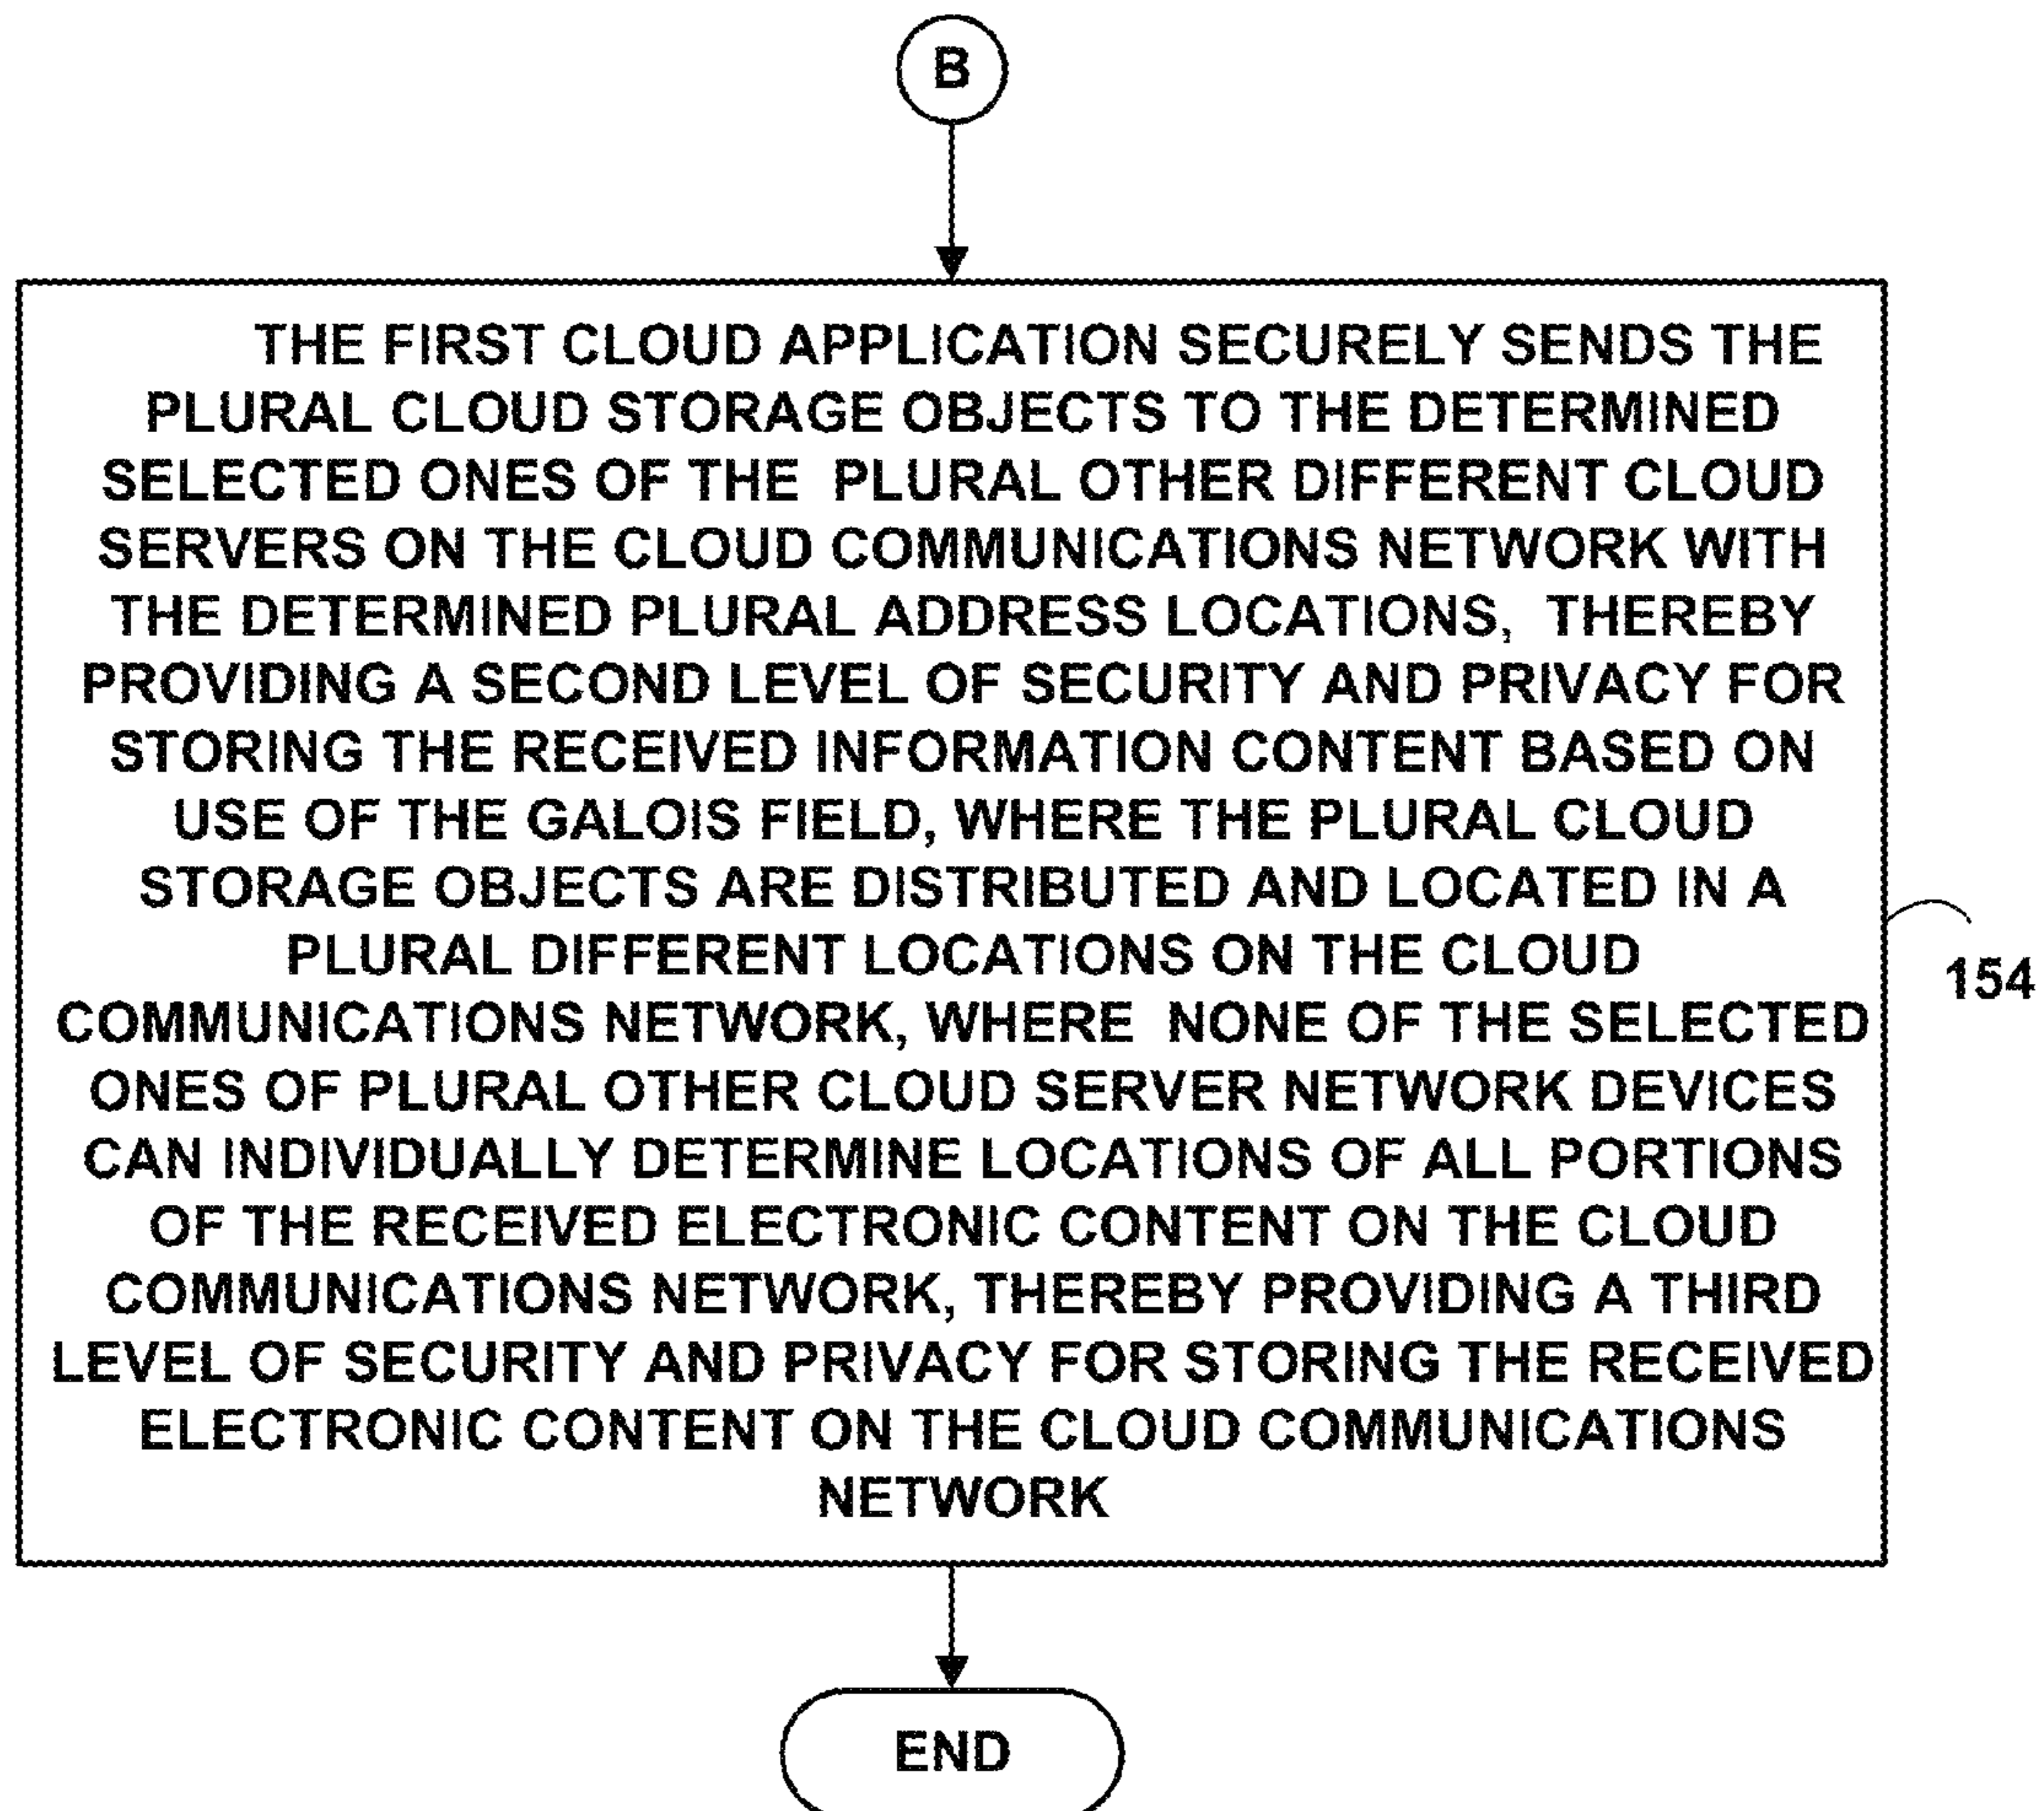 B
THE FIRST CLOUD APPLICATION SECURELY SENDS THE
PLURAL CLOUD STORAGE OBJECTS TO THE DETERMINED
SELECTED ONES OF THE PLURAL OTHER DIFFERENT CLOUD
SERVERS ON THE CLOUD COMMUNICATIONS NETWORK WITH
THE DETERMINED PLURAL ADDRESS LOCATIONS, THEREBY
PROVIDING A SECOND LEVEL OF SECURITY AND PRIVACY FOR
STORING THE RECEIVED INFORMATION CONTENT BASED ON
USE OF THE GALOIS FIELD, WHERE THE PLURAL CLOUD
STORAGE OBJECTS ARE DISTRIBUTED AND LOCATED IN A
PLURAL DIFFERENT LOCATIONS ON THE CLOUD
COMMUNICATIONS NETWORK, WHERE NONE OF THE SELECTED
ONES OF PLURAL OTHER CLOUD SERVER NETWORK DEVICES
CAN INDIVIDUALLY DETERMINE LOCATIONS OF ALL PORTIONS
OF THE RECEIVED ELECTRONIC CONTENT ON THE CLOUD
COMMUNICATIONS NETWORK, THEREBY PROVIDING A THIRD
LEVEL OF SECURITY AND PRIVACY FOR STORING THE RECEIVED
ELECTRONIC CONTENT ON THE CLOUD COMMUNICATIONS
NETWORK
154
END